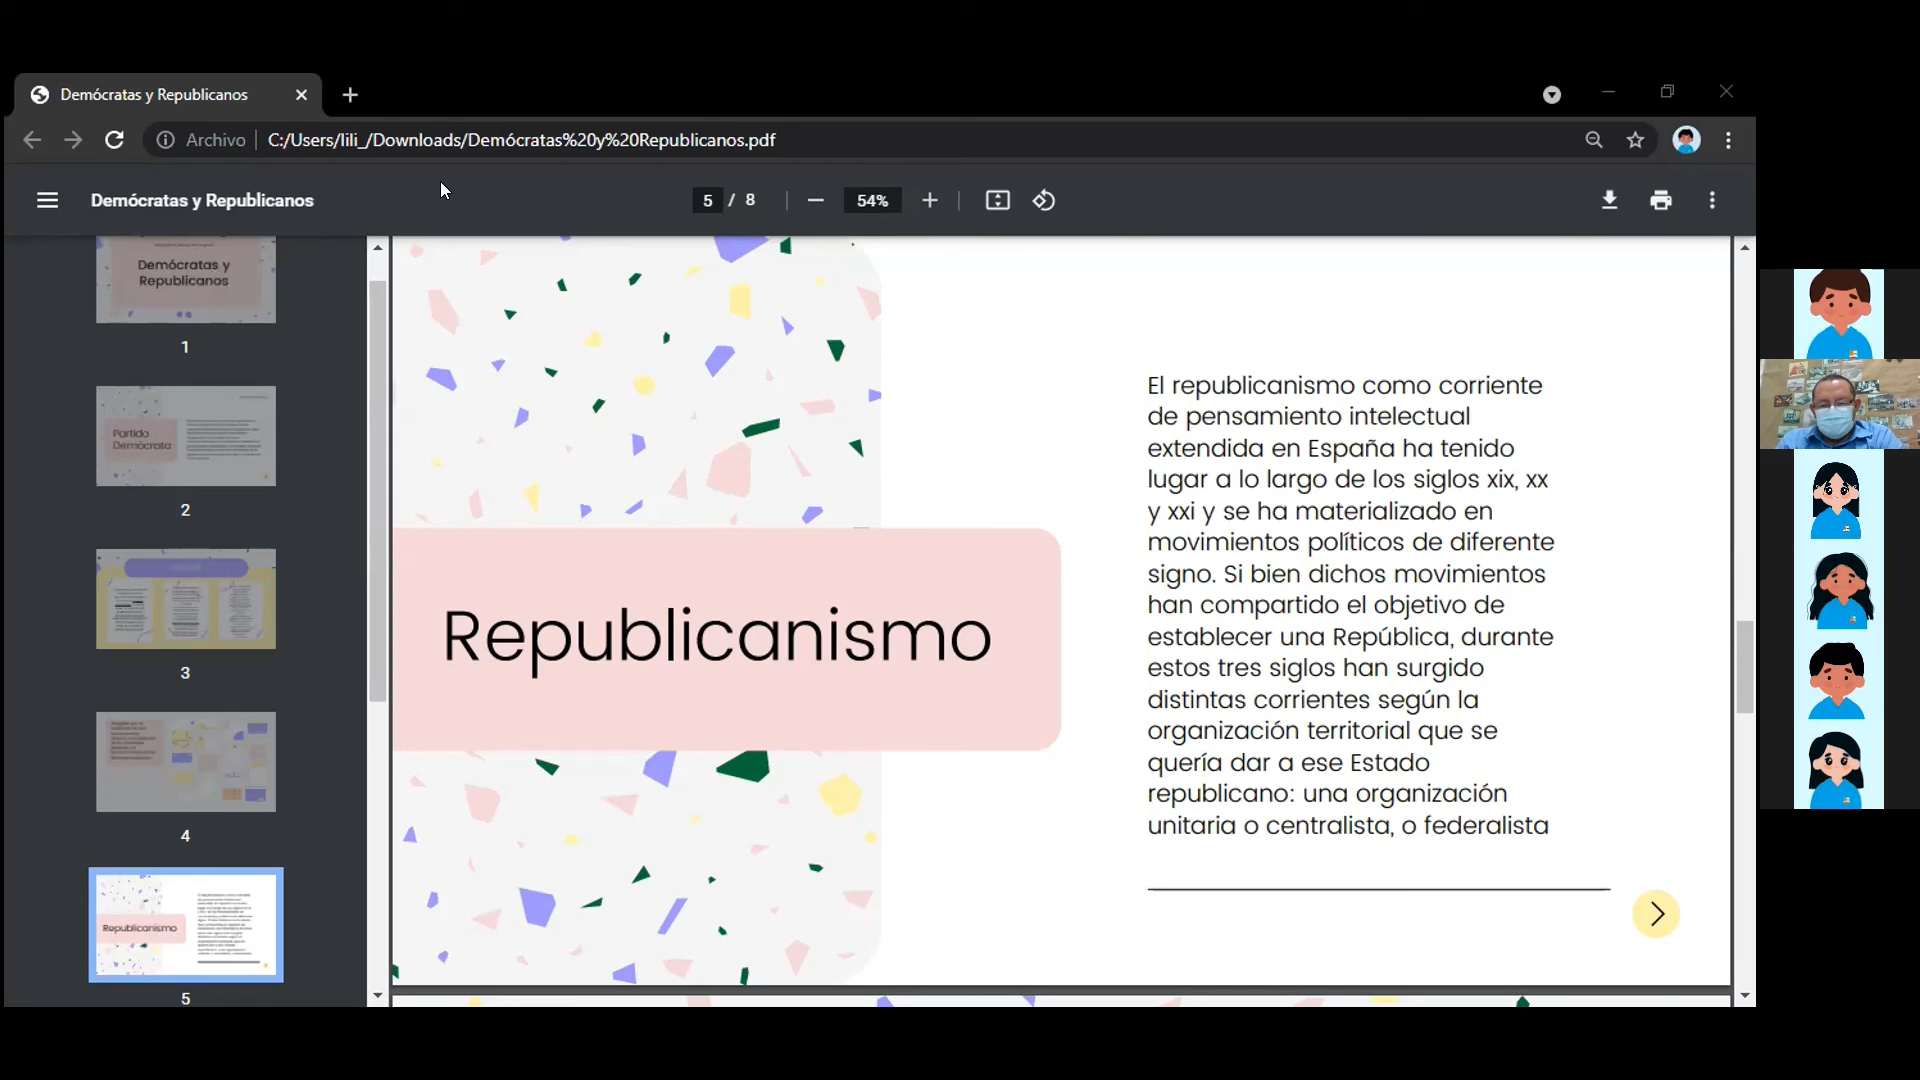 Demócratas y Republicanos
Archivo
C:/Users/lili_/Downloads/Demócratas%20y%20Republicanos.pdf
Demócratas y Republicanos
5 / 8
54%
Demócratas y
Republicanos
1
Partido
Demócrata
2
3
4
Republicanismo
5
Republicanismo
El republicanismo como corriente
de pensamiento intelectual
extendida en España ha tenido
lugar a lo largo de los siglos xix, xx
y xxi y se ha materializado en
movimientos políticos de diferente
signo. Si bien dichos movimientos
han compartido el objetivo de
establecer una República, durante
estos tres siglos han surgido
distintas corrientes según la
organización territorial que se
quería dar a ese Estado
republicano: una organización
unitaria o centralista, o federalista